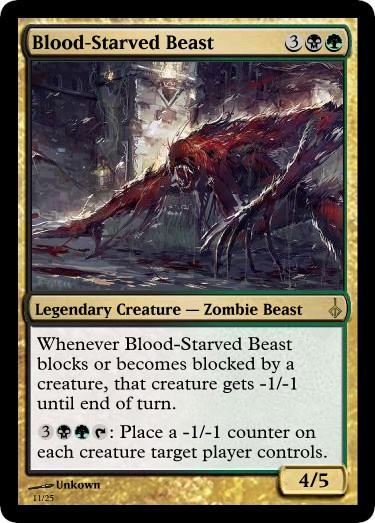 Blood-Starved Beast 3
Legendary Creature — Zombie Beast
Whenever Blood-Starved Beast
blocks or becomes blocked by a
creature, that creature gets -1/-1
until end of turn.
3 : Place a -1/-1 counter on
each creature target player controls.
4/5
Unkown
11/25